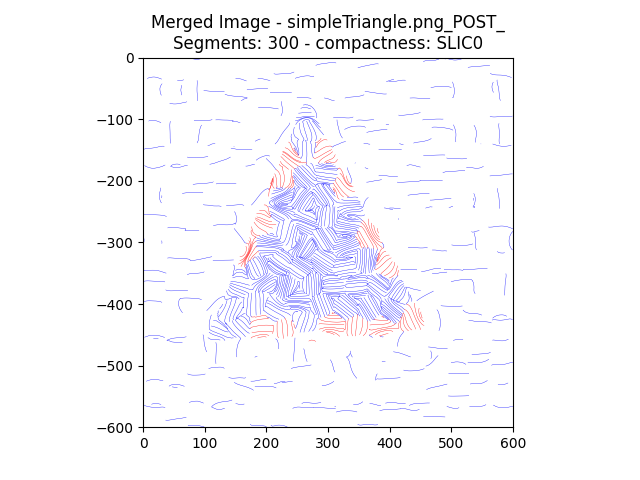 Merged Image - simpleTriangle.png_POST_
Segments: 300 - compactness: SLIC0
0
−100
−200
−300
−400
−500
−600
0 100 200 300 400 500 600